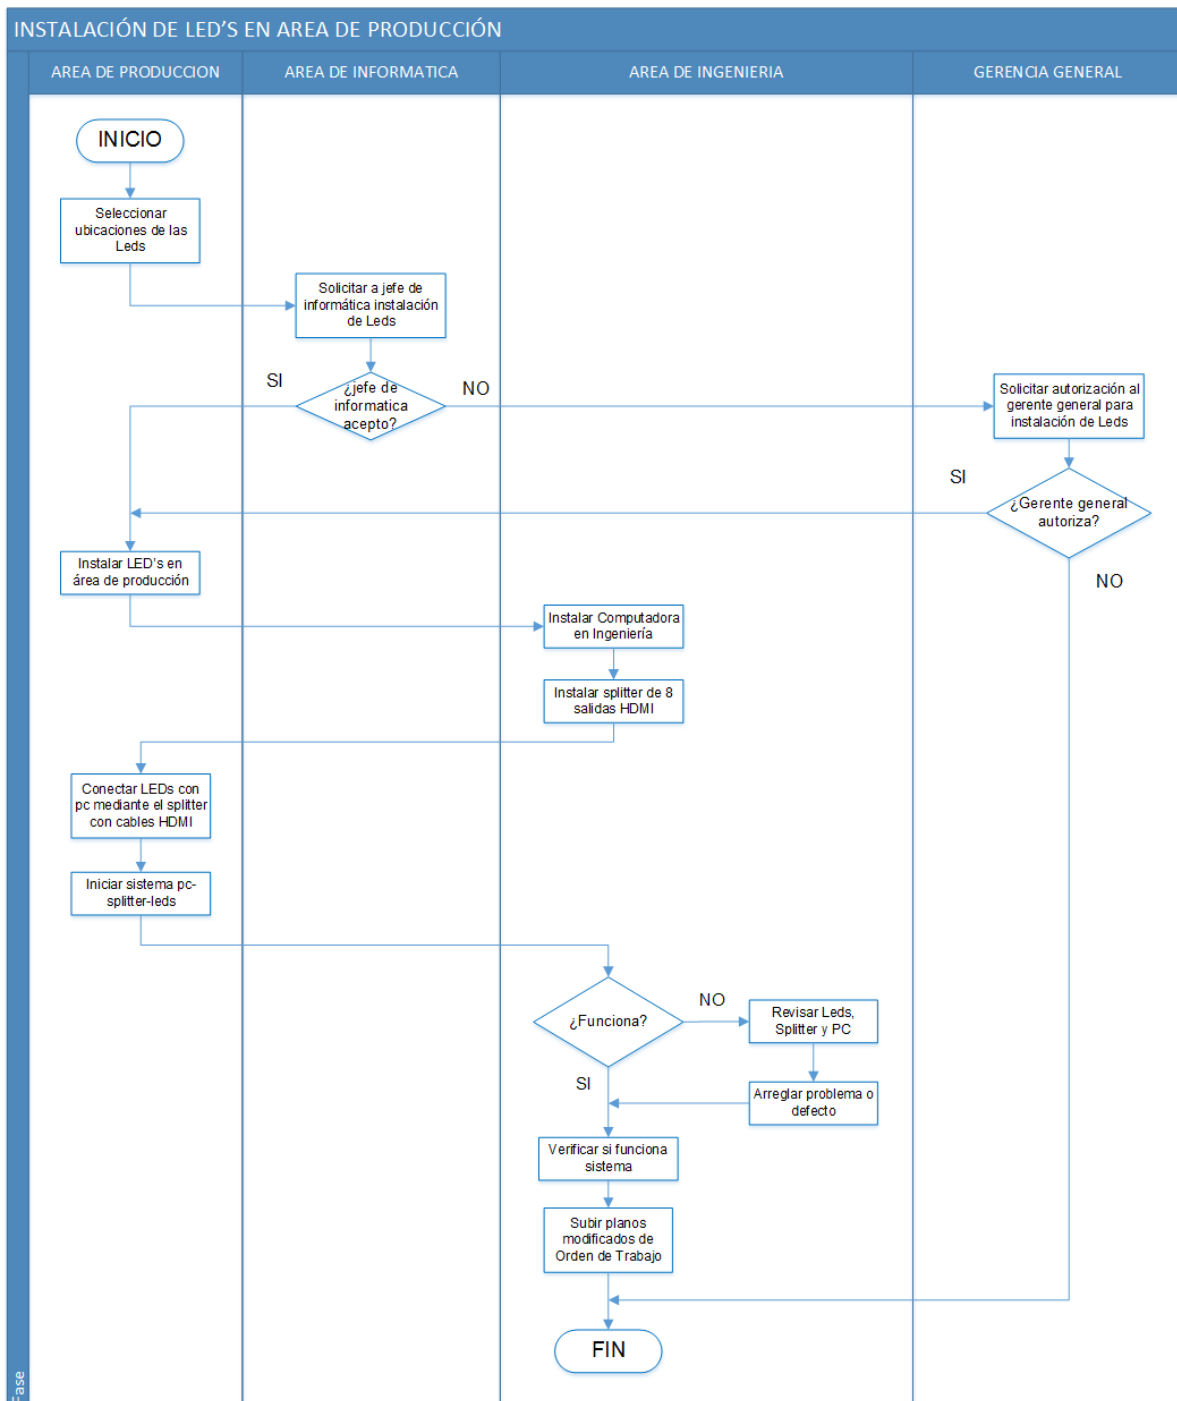 INSTALACIÓN DE LED'S EN AREA DE PRODUCCIÓN
AREA DE PRODUCCION
AREA DE INFORMATICA
AREA DE INGENIERIA
GERENCIA GENERAL
INICIO
Seleccionar
ubicaciones de las
Leds
Solicitar a jefe de
informática instalación
de Leds
SI
¿jefe de
informatica
acepto?
NO
Solicitar autorización al
gerente general para
instalación de Leds
SI
¿Gerente general
autoriza?
NO
Instalar LED's en
área de producción
Instalar Computadora
en Ingeniería
Instalar splitter de 8
salidas HDMI
Conectar LEDs con
pc mediante el splitter
con cables HDMI
Iniciar sistema pc-
splitter-leds
¿Funciona?
NO
Revisar Leds,
Splitter y PC
SI
Arreglar problema o
defecto
Verificar si funciona
sistema
Subir planos
modificados de
Orden de Trabajo
FIN
Fase